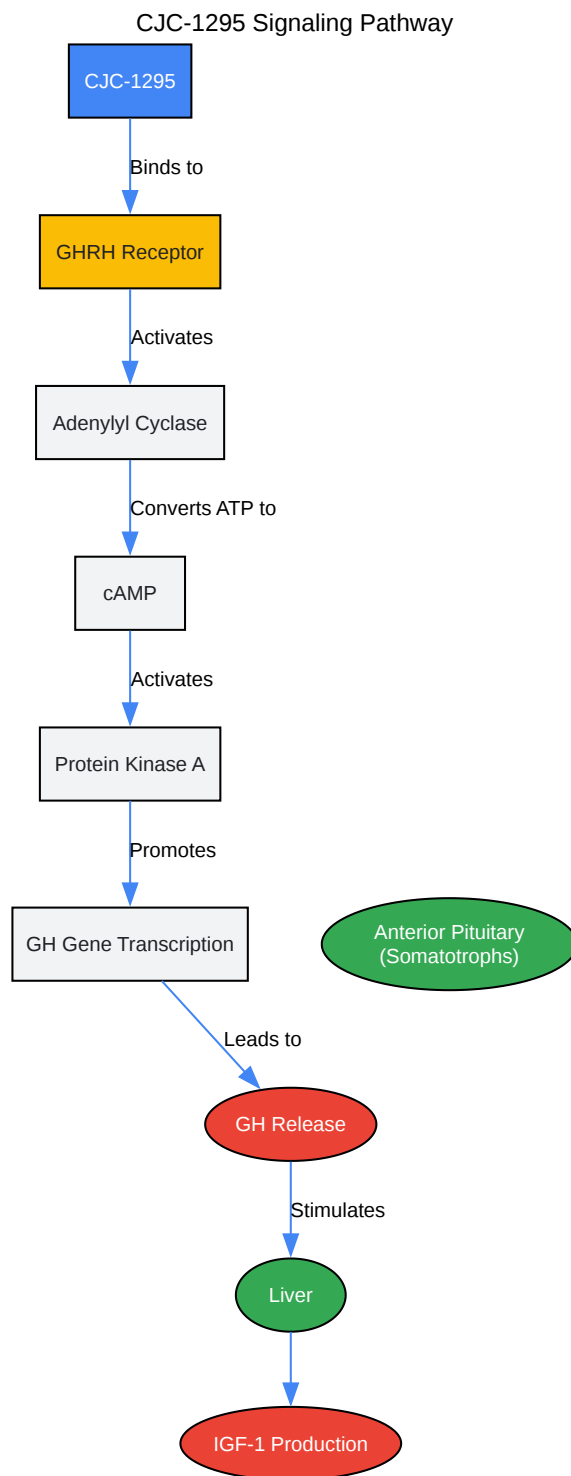 CJC-1295 Signaling Pathway
CJC-1295
Binds to
GHRH Receptor
Activates
Adenylyl Cyclase
Converts ATP to
cAMP
Activates
Protein Kinase A
Promotes
GH Gene Transcription
Anterior Pituitary
(Somatotrophs)
Leads to
GH Release
Stimulates
Liver
IGF-1 Production